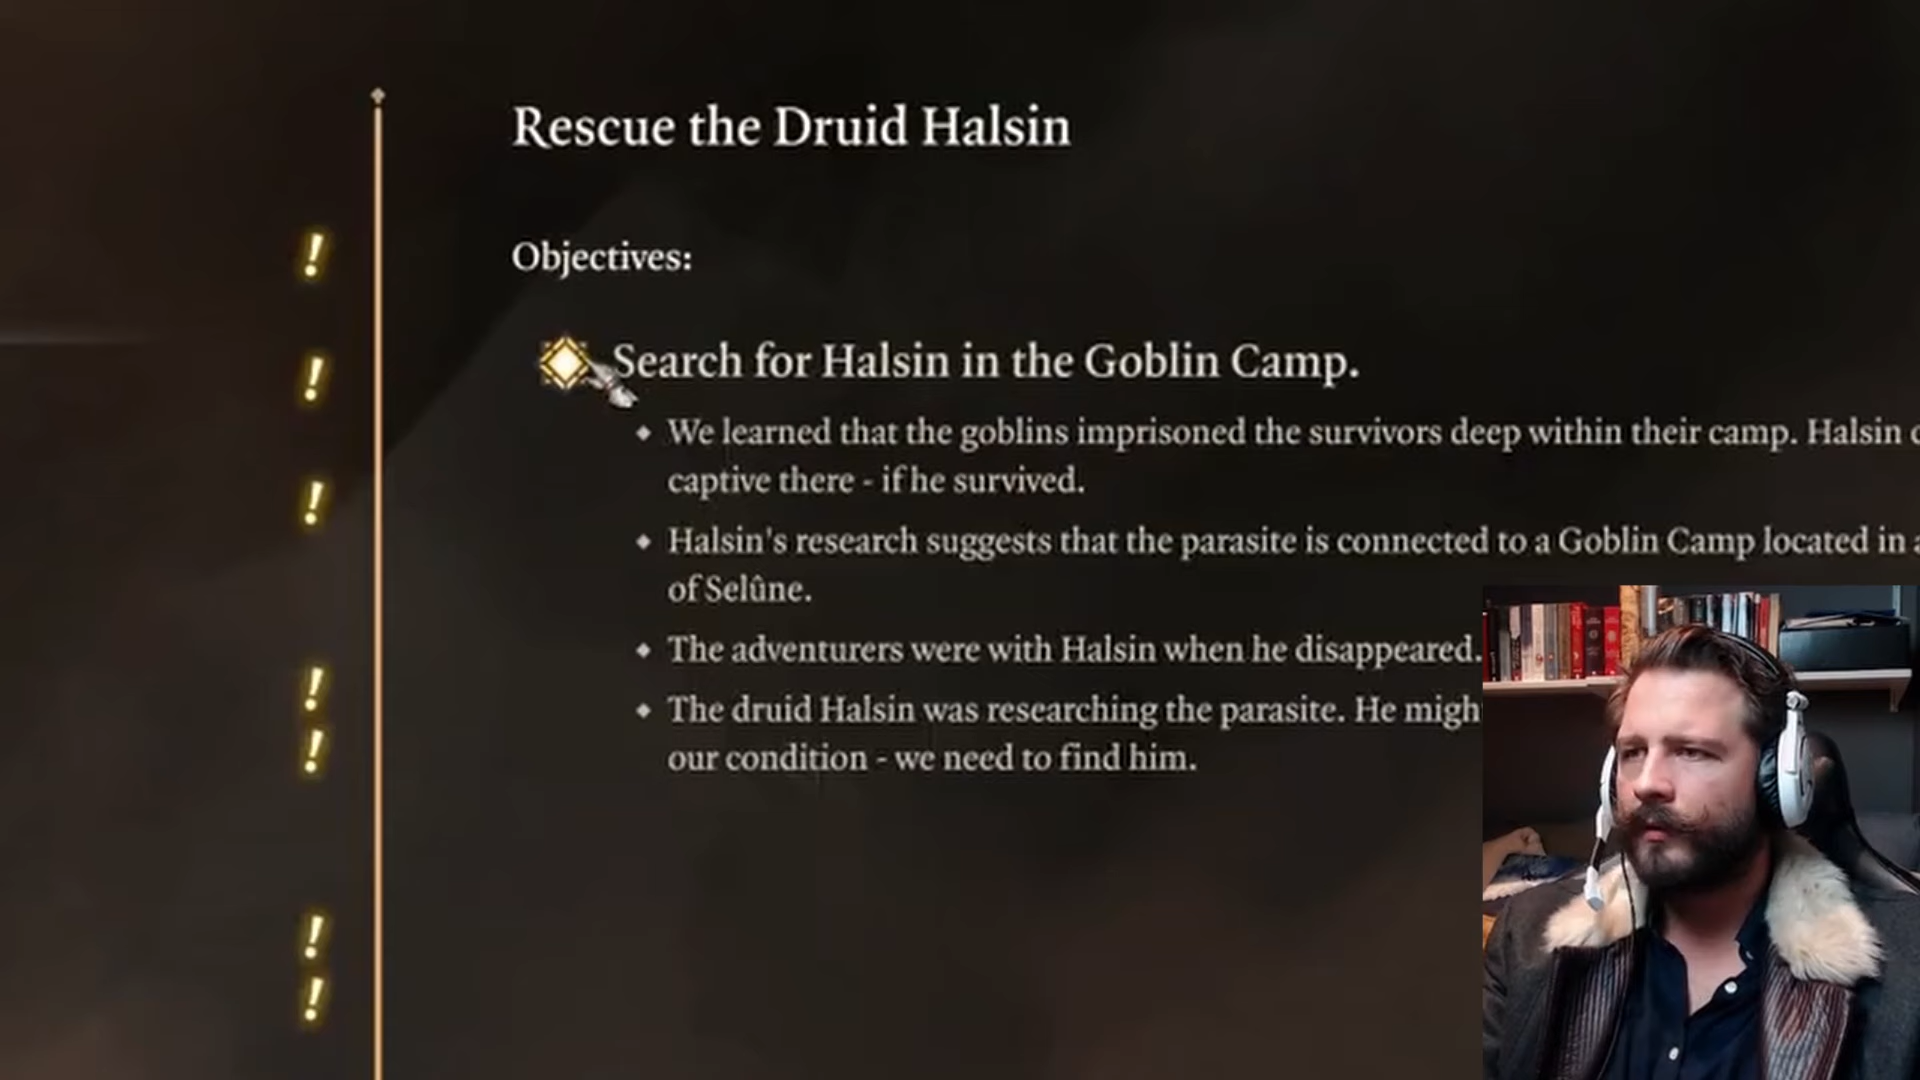 Rescue the Druid Halsin
Objectives:
Search for Halsin in the Goblin Camp.
We learned that the goblins imprisoned the survivors deep within their camp. Halsin
captive there - if he survived.
Halsin's research suggests that the parasite is connected to a Goblin Camp located in
of Selûne.
The adventurers were with Halsin when he disappeared.
The druid Halsin was researching the parasite. He
our condition - we need to find him.